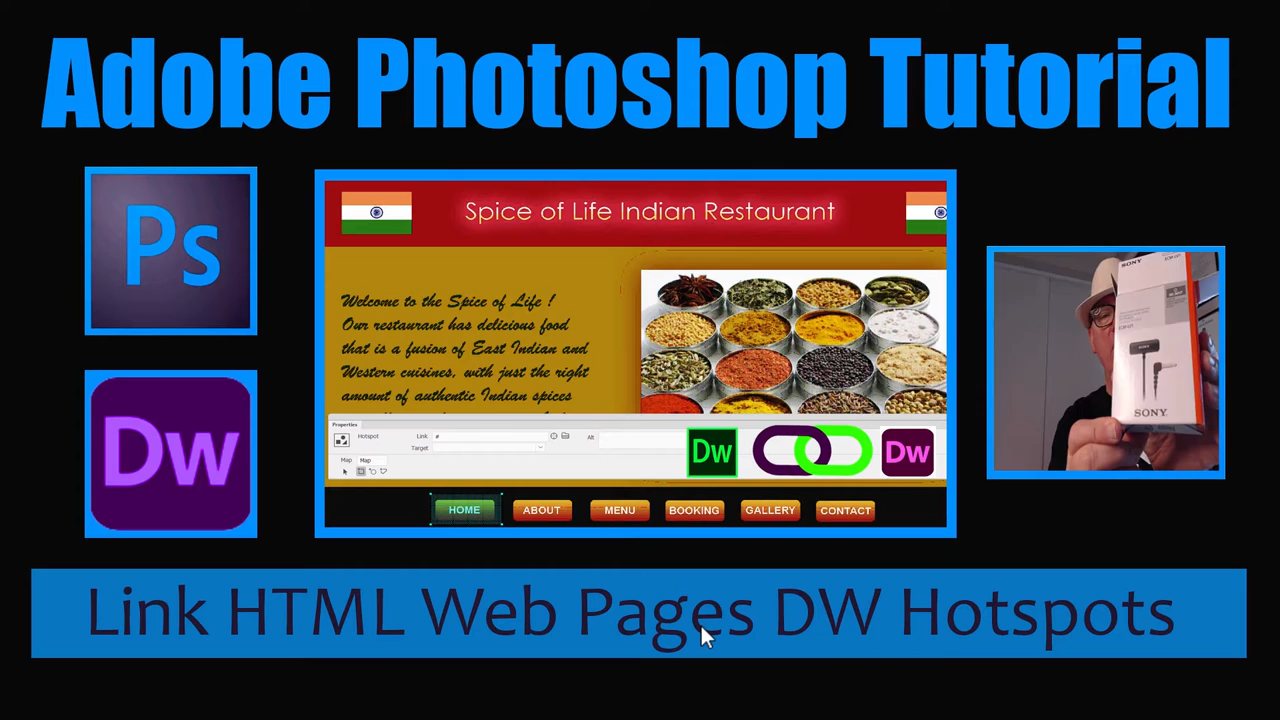 Adobe Photoshop Tutorial
Ps
Dw
Spice of Life Indian Restaurant
Welcome to the Spice of Life !
Our restaurant has delicious food
that is a fusion of East Indian and
Western cuisines, with just the right
amount of authentic Indian spices
Properties
Hotspot
Link #
Alt
Target
Map Map
Dw
Dw
HOME
ABOUT
MENU
BOOKING
GALLERY
CONTACT
SONY
SONY
SONY
Link HTML Web Pages DW Hotspots